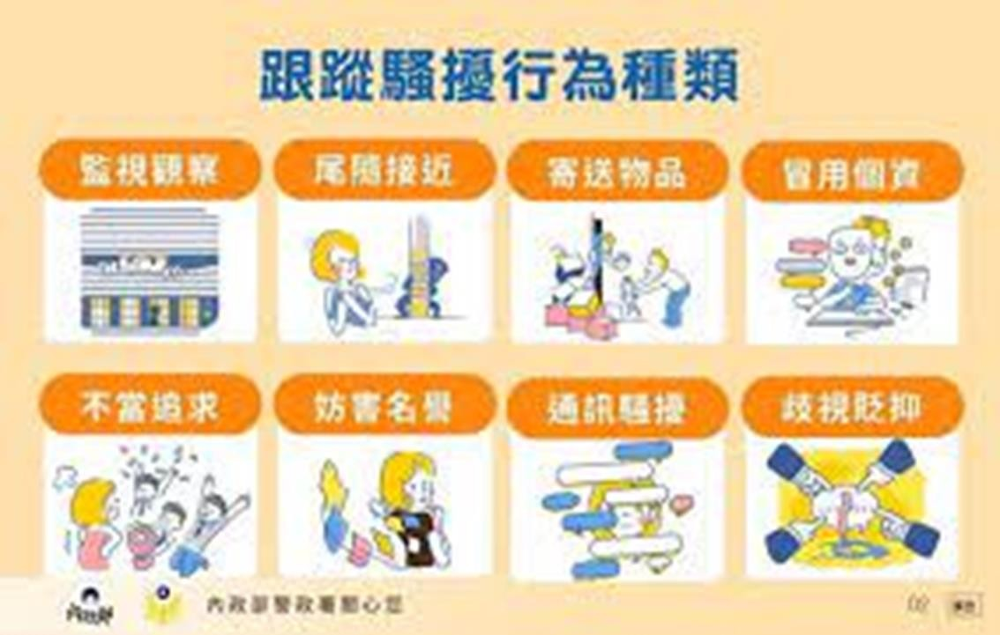 跟蹤騷擾行為種類
監視觀察
尾隨接近
寄送物品
冒用個資
不當追求
妨害名譽
通訊騷擾
歧視貶抑
內政部警政署關心您